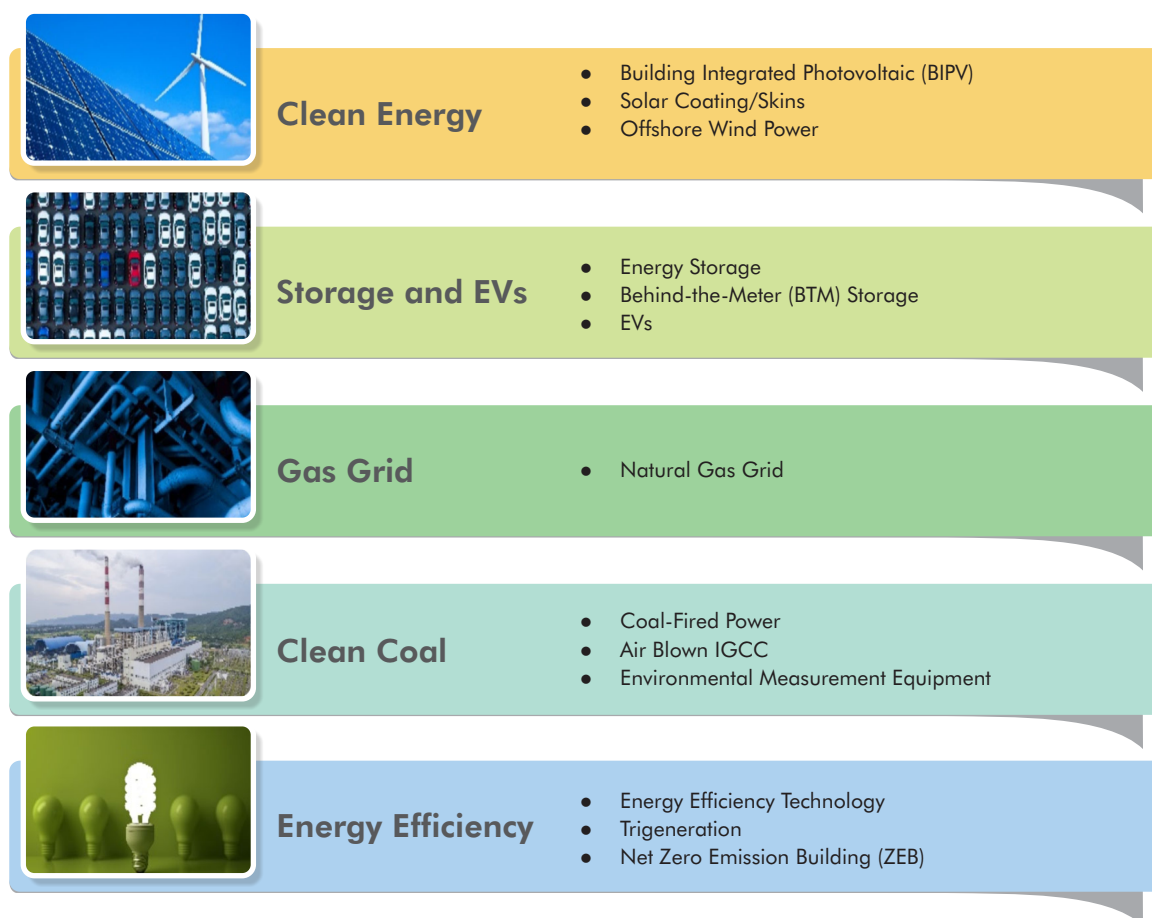 Clean Energy
● Building Integrated Photovoltaic (BIPV)
● Solar Coating/Skins
● Offshore Wind Power
Storage and EVs
● Energy Storage
● Behind-the-Meter (BTM) Storage
● EVs
Gas Grid
● Natural Gas Grid
Clean Coal
● Coal-Fired Power
● Air Blown IGCC
● Environmental Measurement Equipment
Energy Efficiency
● Energy Efficiency Technology
● Trigeneration
● Net Zero Emission Building (ZEB)